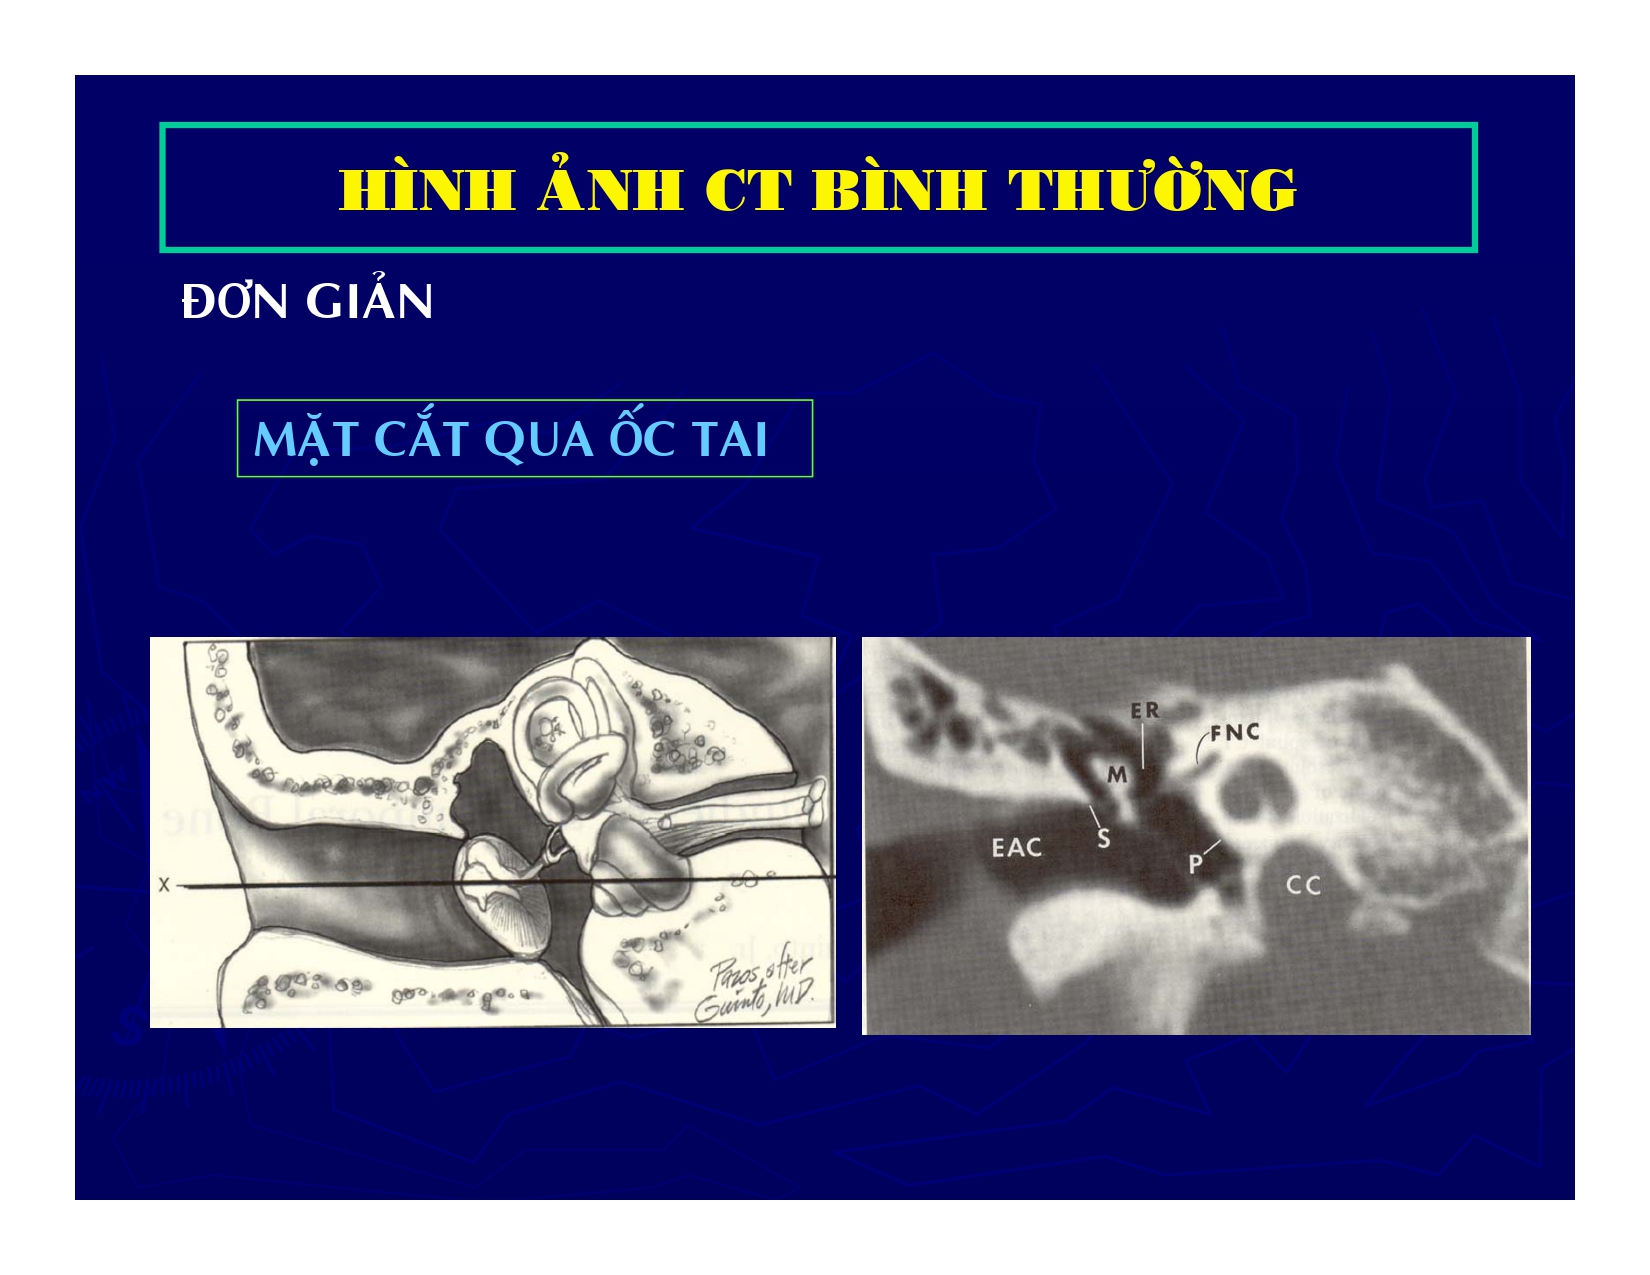 HÌNH ẢNH CT BÌNH THƯỜNG
ĐƠN GIẢN
MẶT CẮT QUA ỐC TAI
X
Pazos, after
Guinto, MD.
ER
FNC
M
S
EAC
P
CC